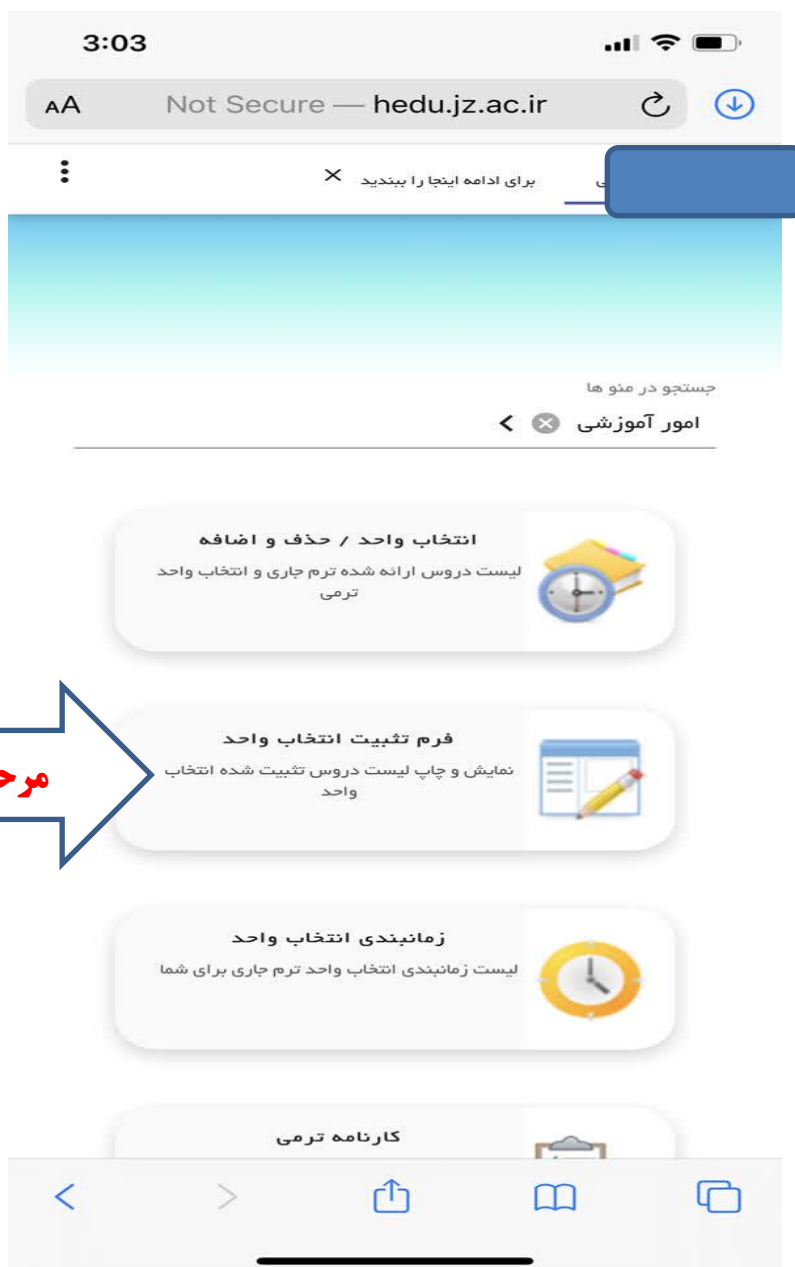 3:03
AA Not Secure — hedu.jz.ac.ir
برای ادامه اینجا را ببندید ×
جستجو در منو ها
امور آموزشی
انتخاب واحد / حذف و اضافه
لیست دروس ارائه شده ترم جاری و انتخاب واحد
ترمی
فرم تثبیت انتخاب واحد
نمایش و چاپ لیست دروس تثبیت شده انتخاب
واحد
زمانبندی انتخاب واحد
لیست زمانبندی انتخاب واحد ترم جاری برای شما
کارنامه ترمی